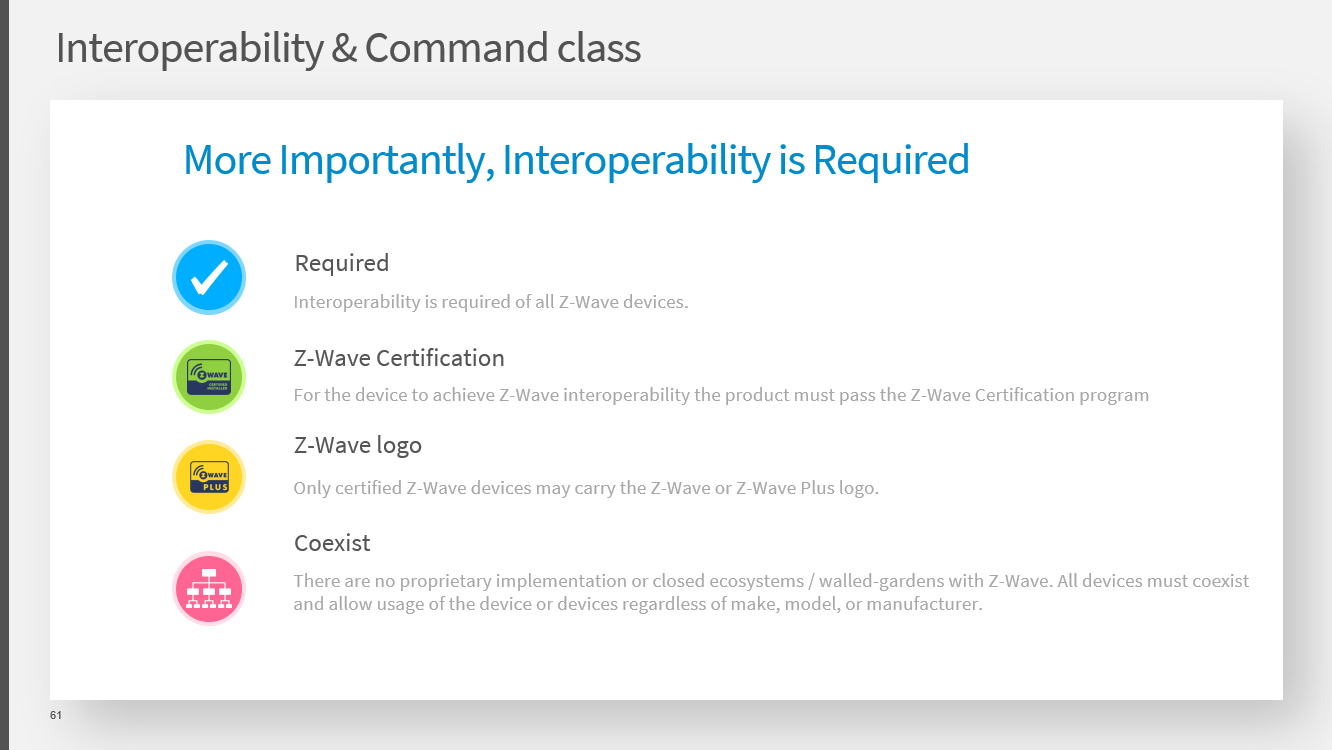 Interoperability & Command class
More Importantly, Interoperability is Required
Required
Interoperability is required of all Z-Wave devices.
Z-Wave Certification
Z WAVE
CERTIFIED
INSTALLER
For the device to achieve Z-Wave interoperability the product must pass the Z-Wave Certification program
Z-Wave logo
Z WAVE
PLUS
Only certified Z-Wave devices may carry the Z-Wave or Z-Wave Plus logo.
Coexist
There are no proprietary implementation or closed ecosystems / walled-gardens with Z-Wave. All devices must coexist
and allow usage of the device or devices regardless of make, model, or manufacturer.
61